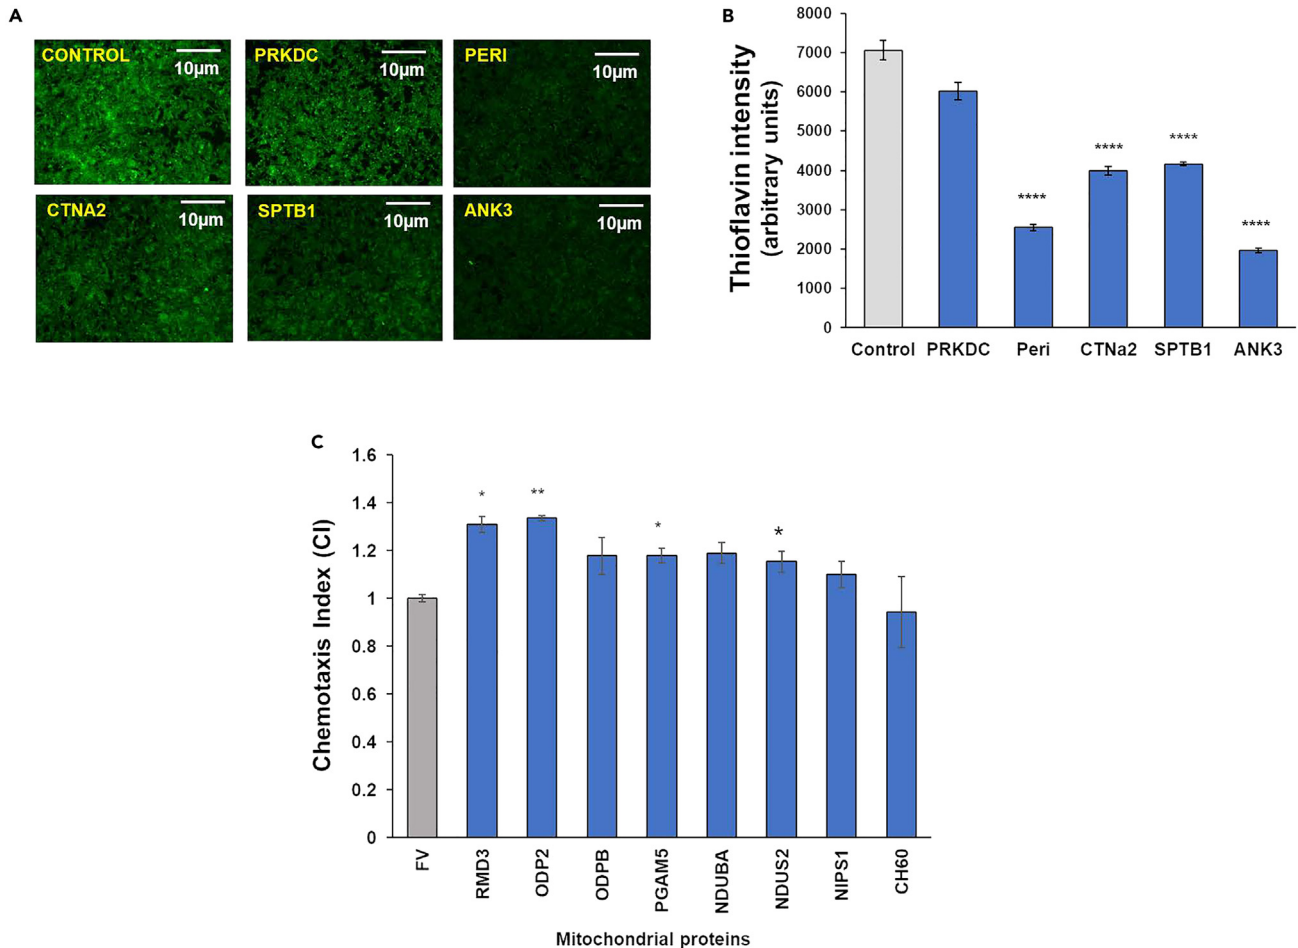 A
CONTROL
10µm
PRKDC
10µm
PERI
10µm
CTNA2
10µm
SPTB1
10µm
ANK3
10µm
B
Thioflavin intensity
(arbitrary units)
8000
7000
6000
5000
4000
3000
2000
1000
0
****
****
****
****
Control PRKDC Peri CTNa2 SPTB1 ANK3
C
Chemotaxis Index (CI)
1.6
1.4
1.2
1
0.8
0.6
0.4
0.2
0
*
**
*
*
FV
RMD3
ODP2
ODPB
PGAM5
NDUBA
NDUS2
NIPS1
CH60
Mitochondrial proteins